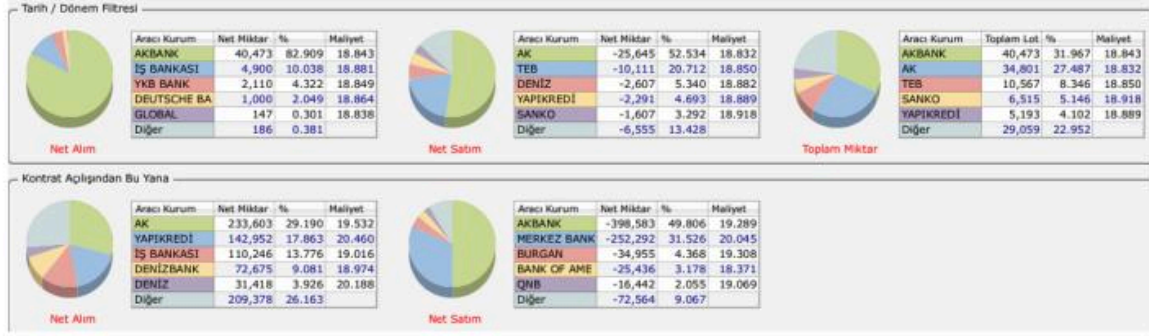 Tarih / Dönem Filtresi
Aracı Kurum Net Miktar % Maliyet
AKBANK 40,473 82.909 18.843
İŞ BANKASI 4,900 10.038 18.881
YKB BANK 2,110 4.322 18.849
DEUTSCHE BA 1,000 2.049 18.864
GLOBAL 147 0.301 18.838
Diğer 186 0.381
Net Alım
Aracı Kurum Net Miktar % Maliyet
AK -25,645 52.534 18.832
TEB -10,111 20.712 18.850
DENİZ -2,607 5.340 18.882
YAPIKREDİ -2,291 4.693 18.889
SANKO -1,607 3.292 18.918
Diğer -6,555 13.428
Net Satım
Aracı Kurum Toplam Lot % Maliyet
AKBANK 40,473 31.967 18.843
AK 34,801 27.487 18.832
TEB 10,567 8.346 18.850
SANKO 6,515 5.146 18.918
YAPIKREDİ 5,193 4.102 18.889
Diğer 29,059 22.952
Toplam Miktar
Kontrat Açılışından Bu Yana
Aracı Kurum Net Miktar % Maliyet
AK 233,603 29.190 19.532
YAPIKREDİ 142,952 17.863 20.460
İŞ BANKASI 110,246 13.776 19.016
DENİZBANK 72,675 9.081 18.974
DENİZ 31,418 3.926 20.188
Diğer 209,378 26.163
Net Alım
Aracı Kurum Net Miktar % Maliyet
AKBANK -398,583 49.806 19.289
MERKEZ BANK -252,292 31.526 20.045
BURGAN -34,955 4.368 19.308
BANK OF AME -25,436 3.178 18.371
QNB -16,442 2.055 19.069
Diğer -72,564 9.067
Net Satım